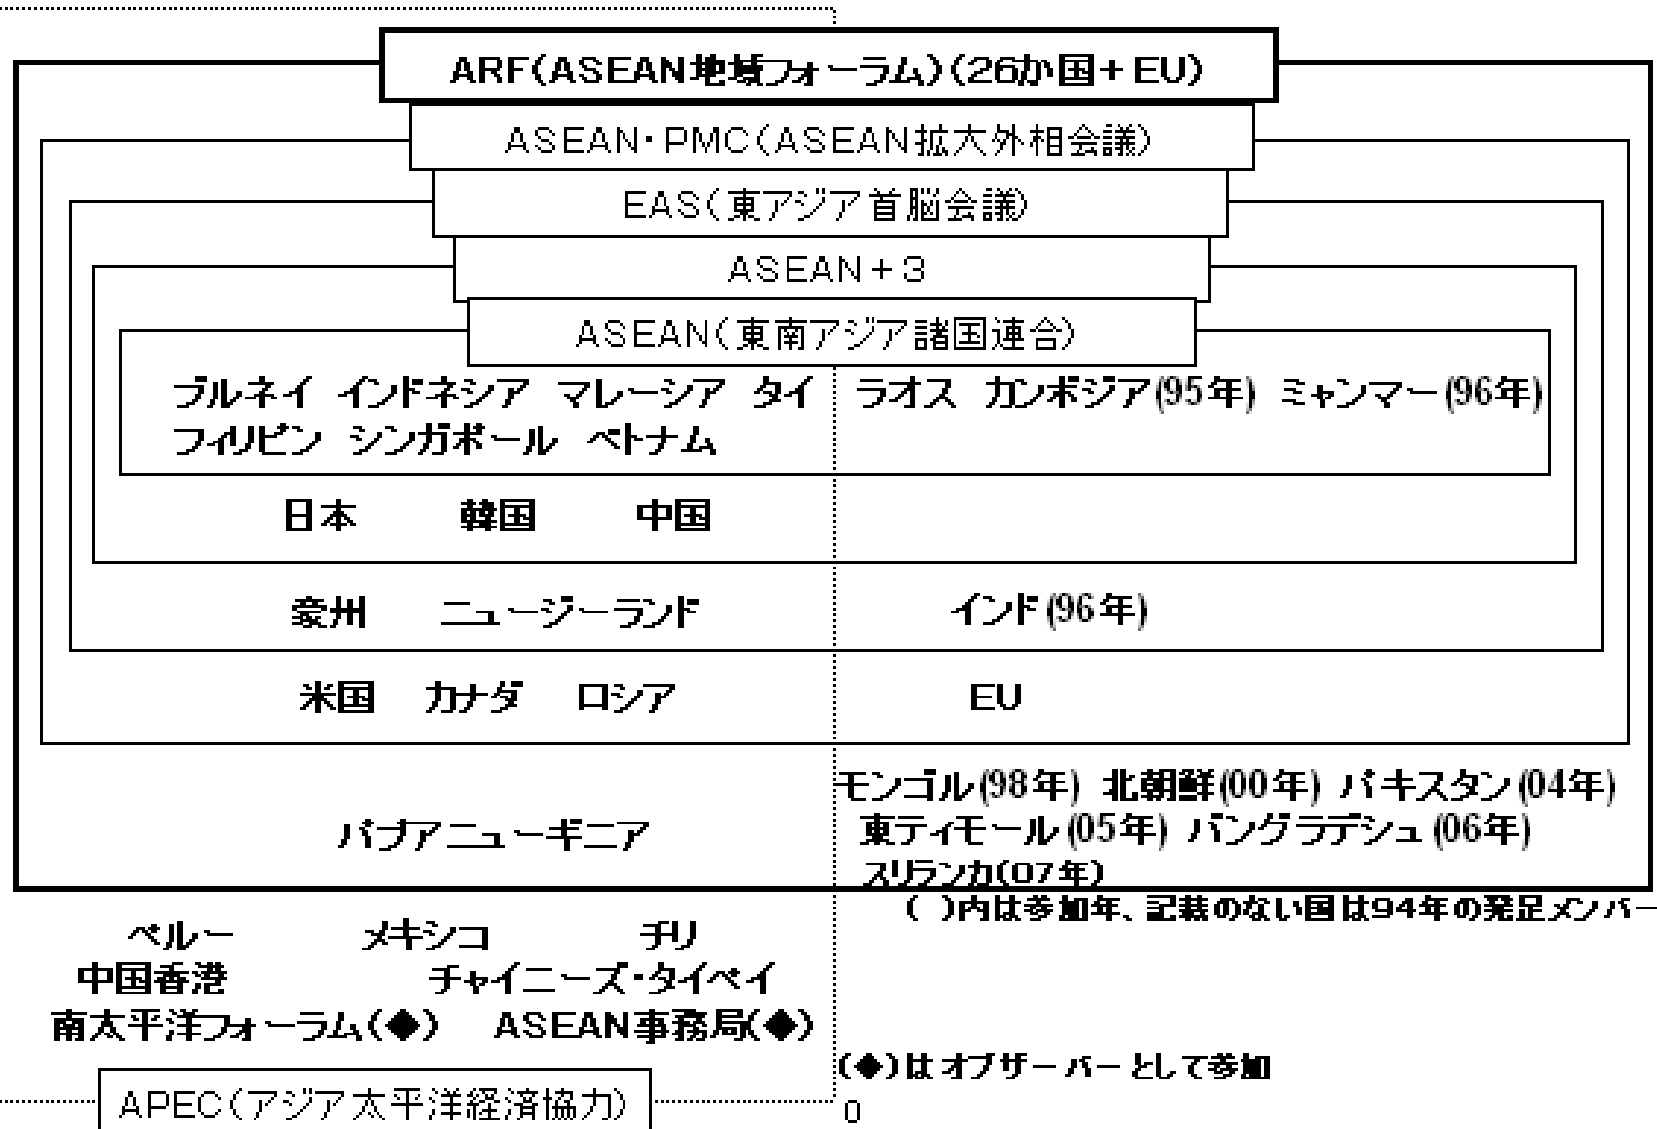 ARF(ASEAN地域フォーラム)(26か国+EU)
ASEAN・PMC(ASEAN拡大外相会議)
EAS(東アジア首脳会議)
ASEAN+3
ASEAN(東南アジア諸国連合)
ブルネイ インドネシア マレーシア タイ ラオス カンボジア(95年) ミャンマー(96年)
フィリピン シンガポール ベトナム
日本 韓国 中国
豪州 ニュージーランド インド(96年)
米国 カナダ ロシア EU
モンゴル(98年) 北朝鮮(00年) パキスタン(04年)
パプアニューギニア 東ティモール(05年) バングラデシュ(06年)
スリランカ(07年)
( )内は参加年、記載のない国は94年の発足メンバー
ペルー メキシコ チリ
中国香港 チャイニーズ・タイペイ
南太平洋フォーラム(◆) ASEAN事務局(◆)
(◆)はオブザーバーとして参加
APEC(アジア太平洋経済協力) 0